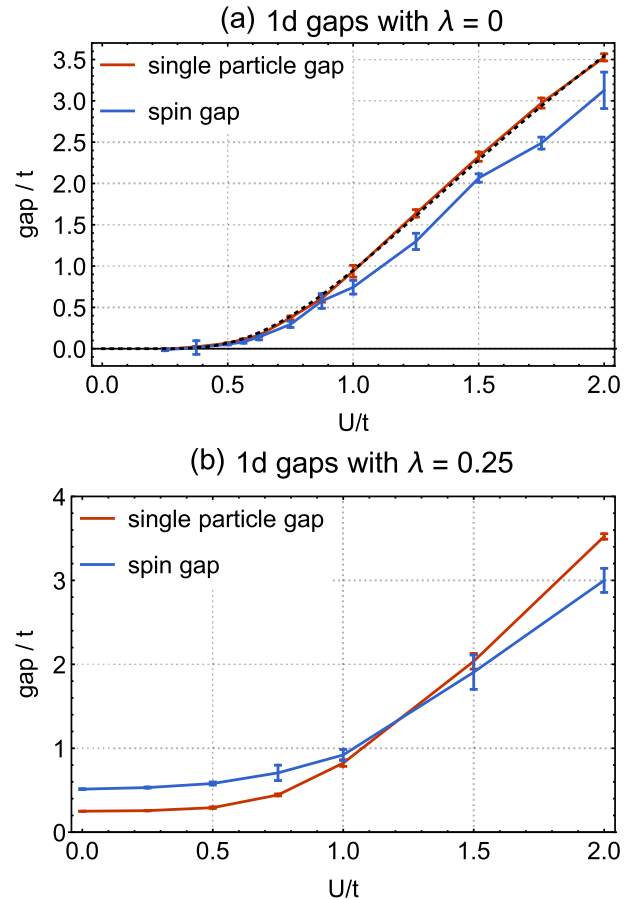 (a) 1d gaps with λ = 0
single particle gap
spin gap
gap / t
3.5
3.0
2.5
2.0
1.5
1.0
0.5
0.0
0.0 0.5 1.0 1.5 2.0
U/t
(b) 1d gaps with λ = 0.25
single particle gap
spin gap
gap / t
4
3
2
1
0
0.0 0.5 1.0 1.5 2.0
U/t